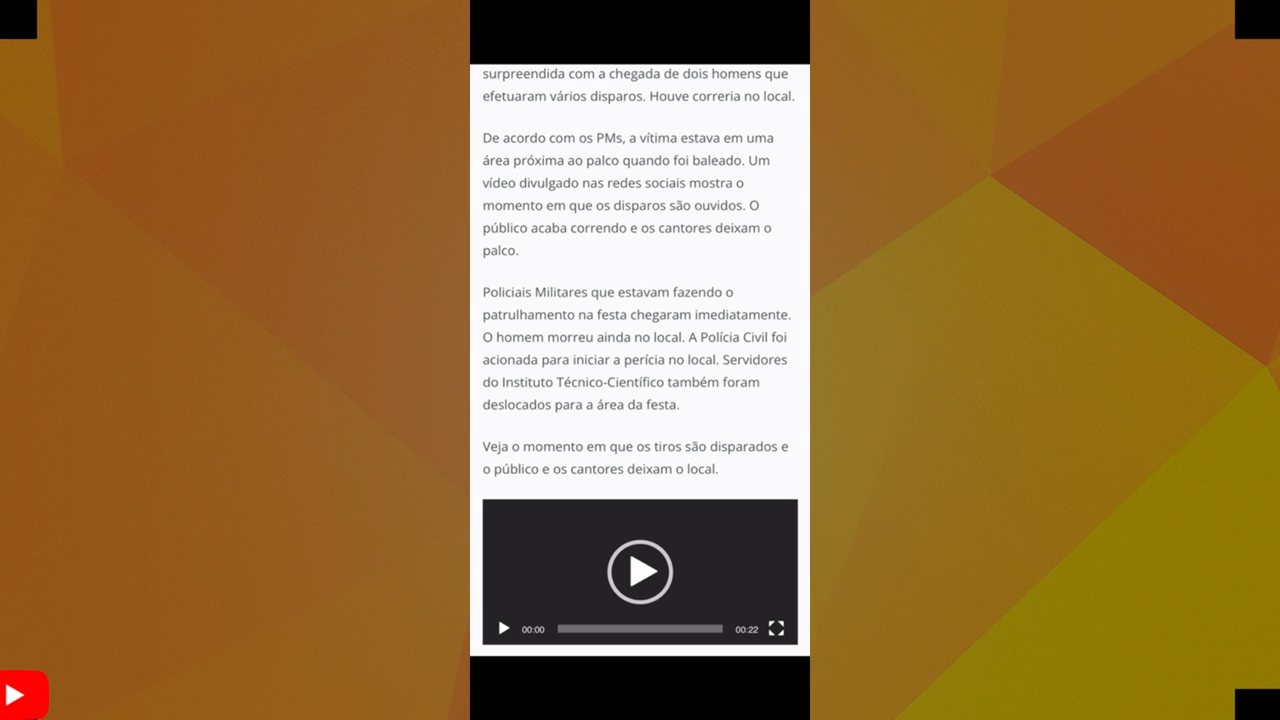 surpreendida com a chegada de dois homens que
efetuaram vários disparos. Houve correria no local.
De acordo com os PMs, a vítima estava em uma
área próxima ao palco quando foi baleado. Um
vídeo divulgado nas redes sociais mostra o
momento em que os disparos são ouvidos. O
público acaba correndo e os cantores deixam o
palco.
Policiais Militares que estavam fazendo o
patrulhamento na festa chegaram imediatamente.
O homem morreu ainda no local. A Polícia Civil foi
acionada para iniciar a perícia no local. Servidores
do Instituto Técnico-Científico também foram
deslocados para a área da festa.
Veja o momento em que os tiros são disparados e
o público e os cantores deixam o local.
00:00 00:22